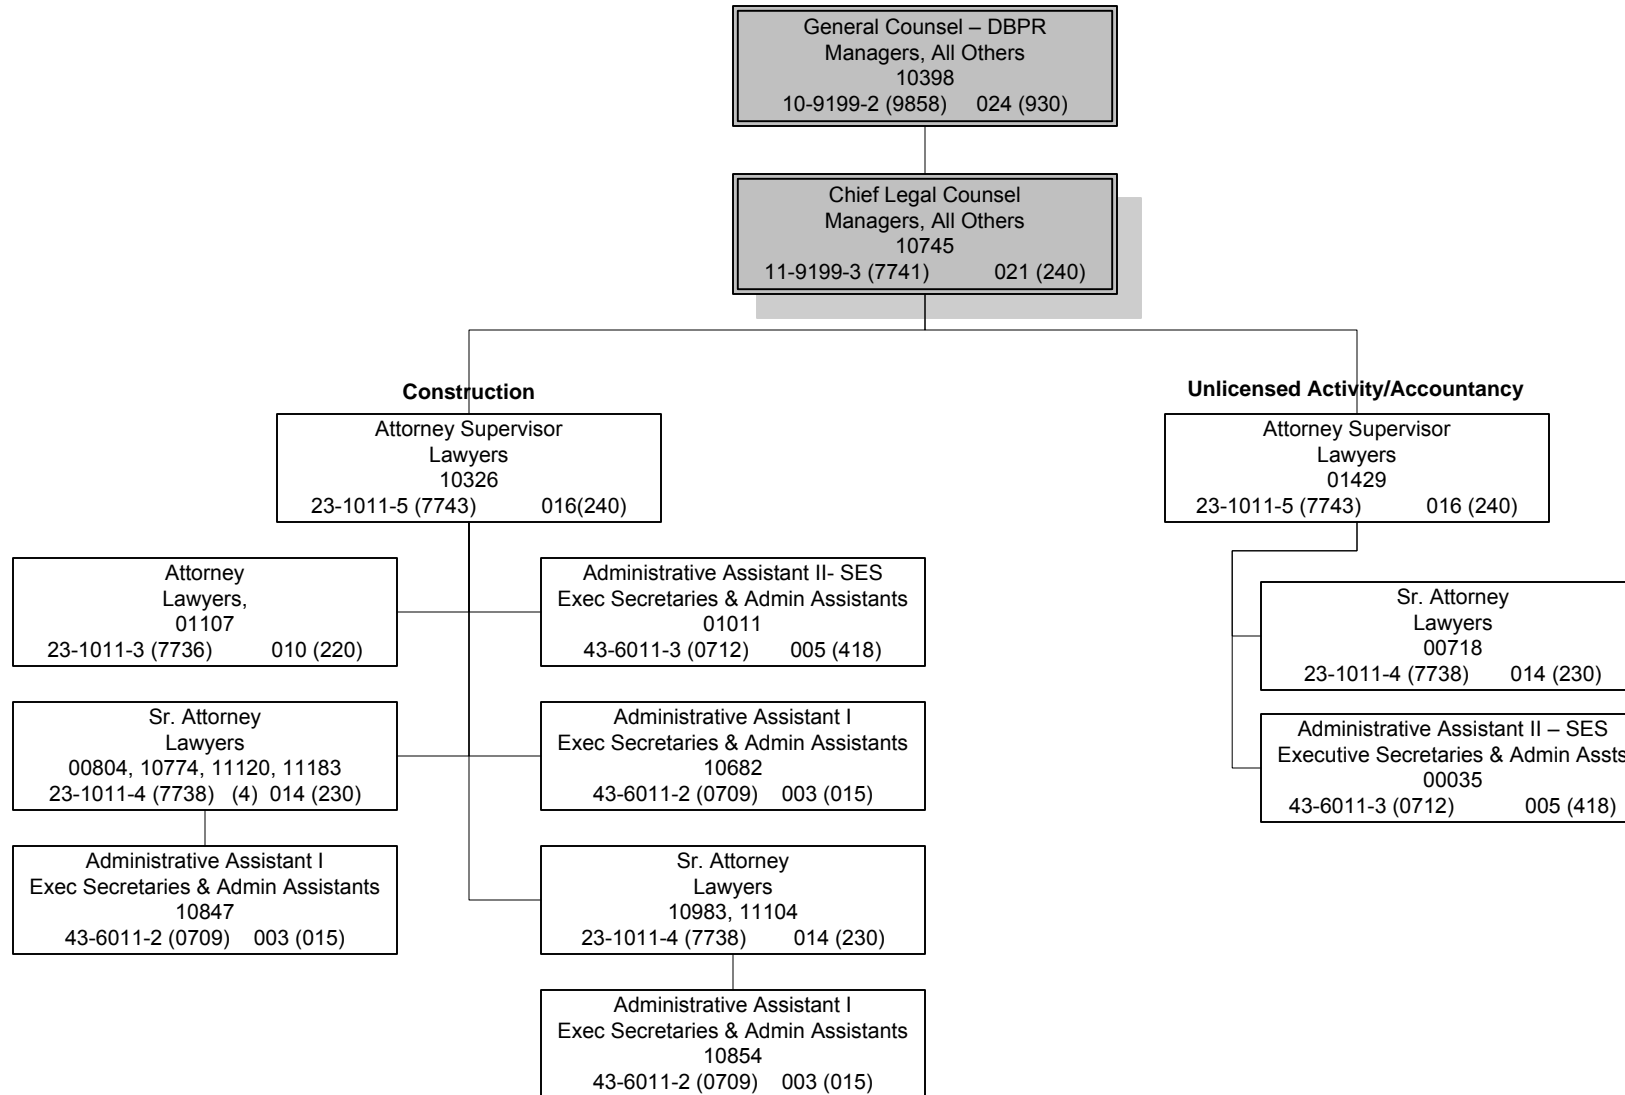 General Counsel – DBPR
Managers, All Others
10398
10-9199-2 (9858) 024 (930)
Chief Legal Counsel
Managers, All Others
10745
11-9199-3 (7741) 021 (240)
Construction
Attorney Supervisor
Lawyers
10326
23-1011-5 (7743) 016(240)
Attorney
Lawyers,
01107
23-1011-3 (7736) 010 (220)
Administrative Assistant II- SES
Exec Secretaries & Admin Assistants
01011
43-6011-3 (0712) 005 (418)
Sr. Attorney
Lawyers
00804, 10774, 11120, 11183
23-1011-4 (7738) (4) 014 (230)
Administrative Assistant I
Exec Secretaries & Admin Assistants
10682
43-6011-2 (0709) 003 (015)
Administrative Assistant I
Exec Secretaries & Admin Assistants
10847
43-6011-2 (0709) 003 (015)
Sr. Attorney
Lawyers
10983, 11104
23-1011-4 (7738) 014 (230)
Administrative Assistant I
Exec Secretaries & Admin Assistants
10854
43-6011-2 (0709) 003 (015)
Unlicensed Activity/Accountancy
Attorney Supervisor
Lawyers
01429
23-1011-5 (7743) 016 (240)
Sr. Attorney
Lawyers
00718
23-1011-4 (7738) 014 (230)
Administrative Assistant II – SES
Executive Secretaries & Admin Assts
00035
43-6011-3 (0712) 005 (418)